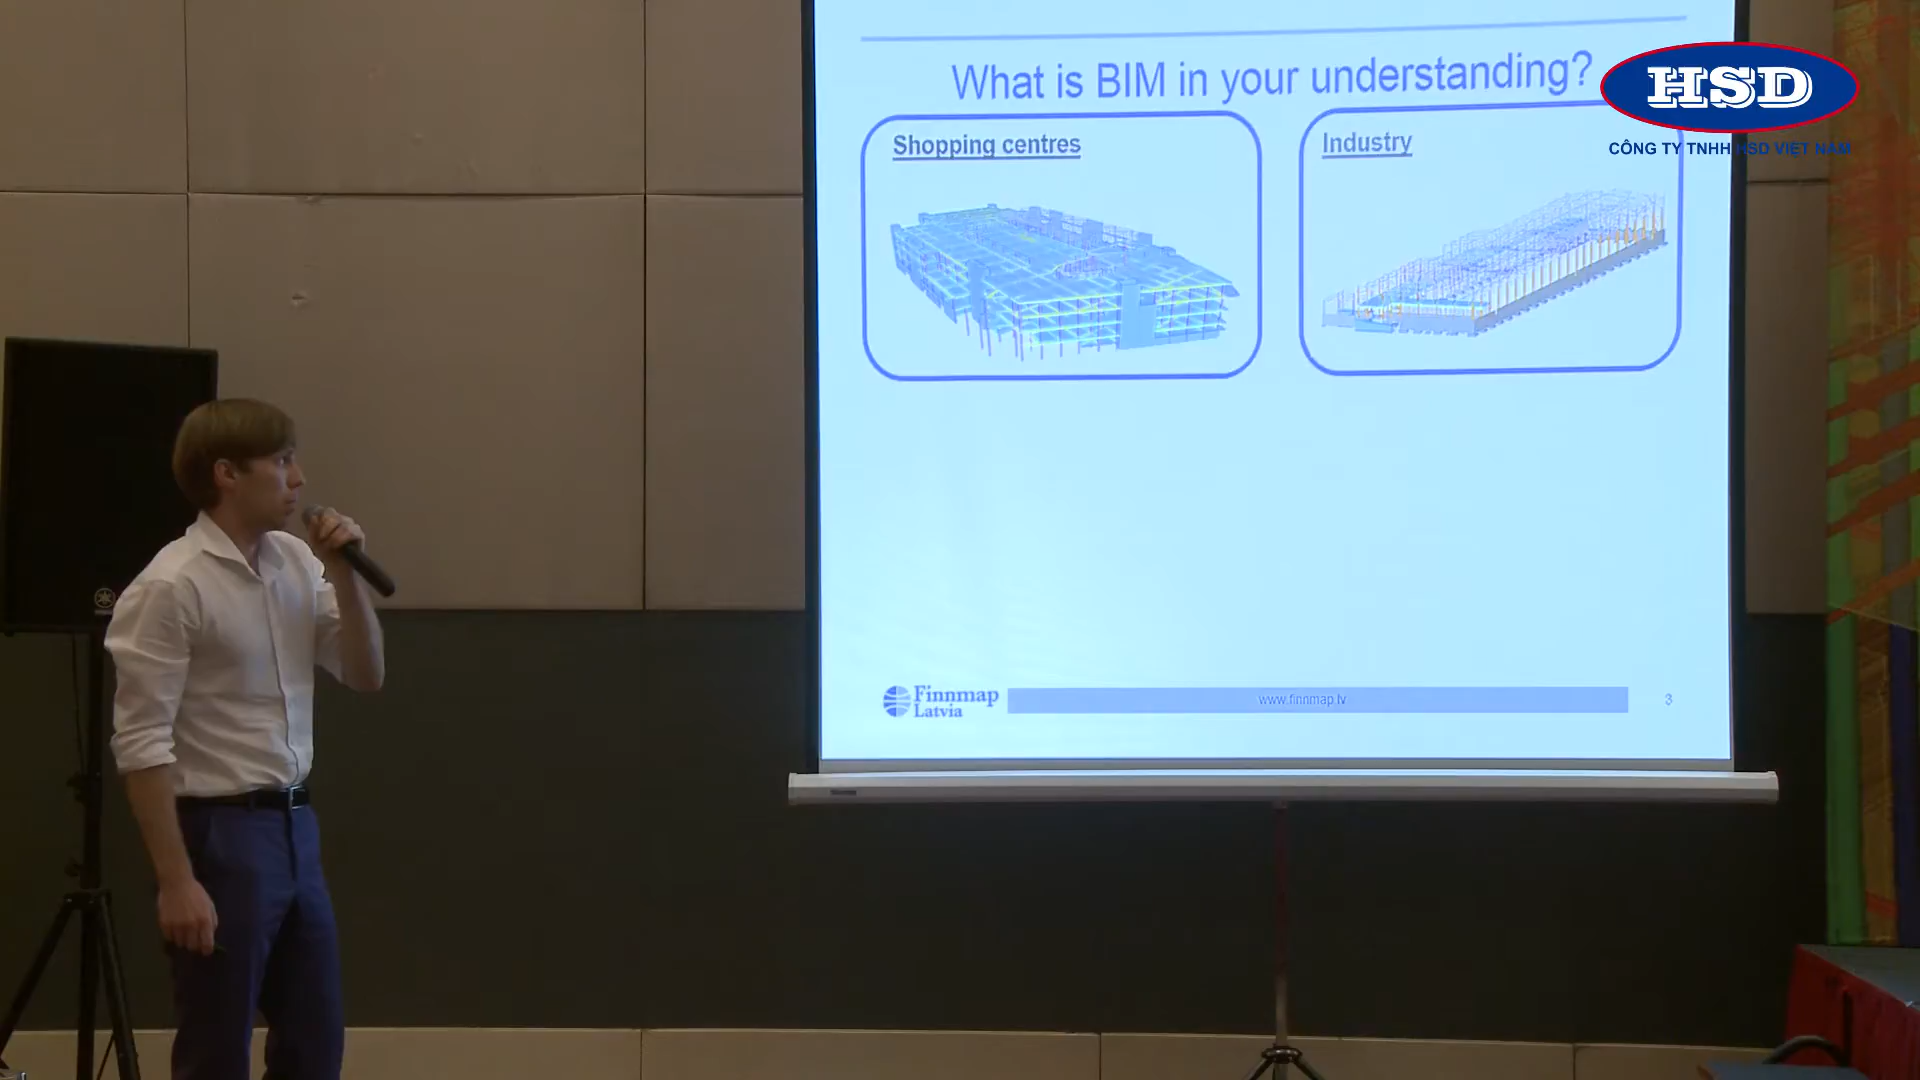 What is BIM in your understanding?
HSD
CÔNG TY TNHH HSD VIỆT NAM
Shopping centres
Industry
Finnmap
Latvia
www.finnmap.lv
3